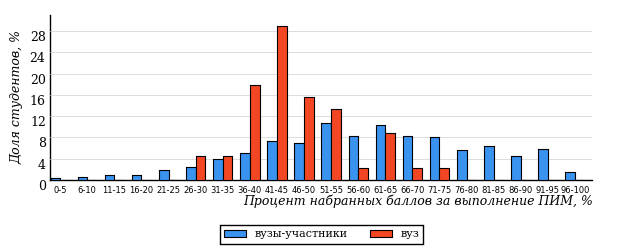 Доля студентов, %
28
24
20
16
12
8
4
0
0-5 6-10 11-15 16-20 21-25 26-30 31-35 36-40 41-45 46-50 51-55 56-60 61-65 66-70 71-75 76-80 81-85 86-90 91-95 96-100
Процент набранных баллов за выполнение ПИМ, %
вузы-участники вуз